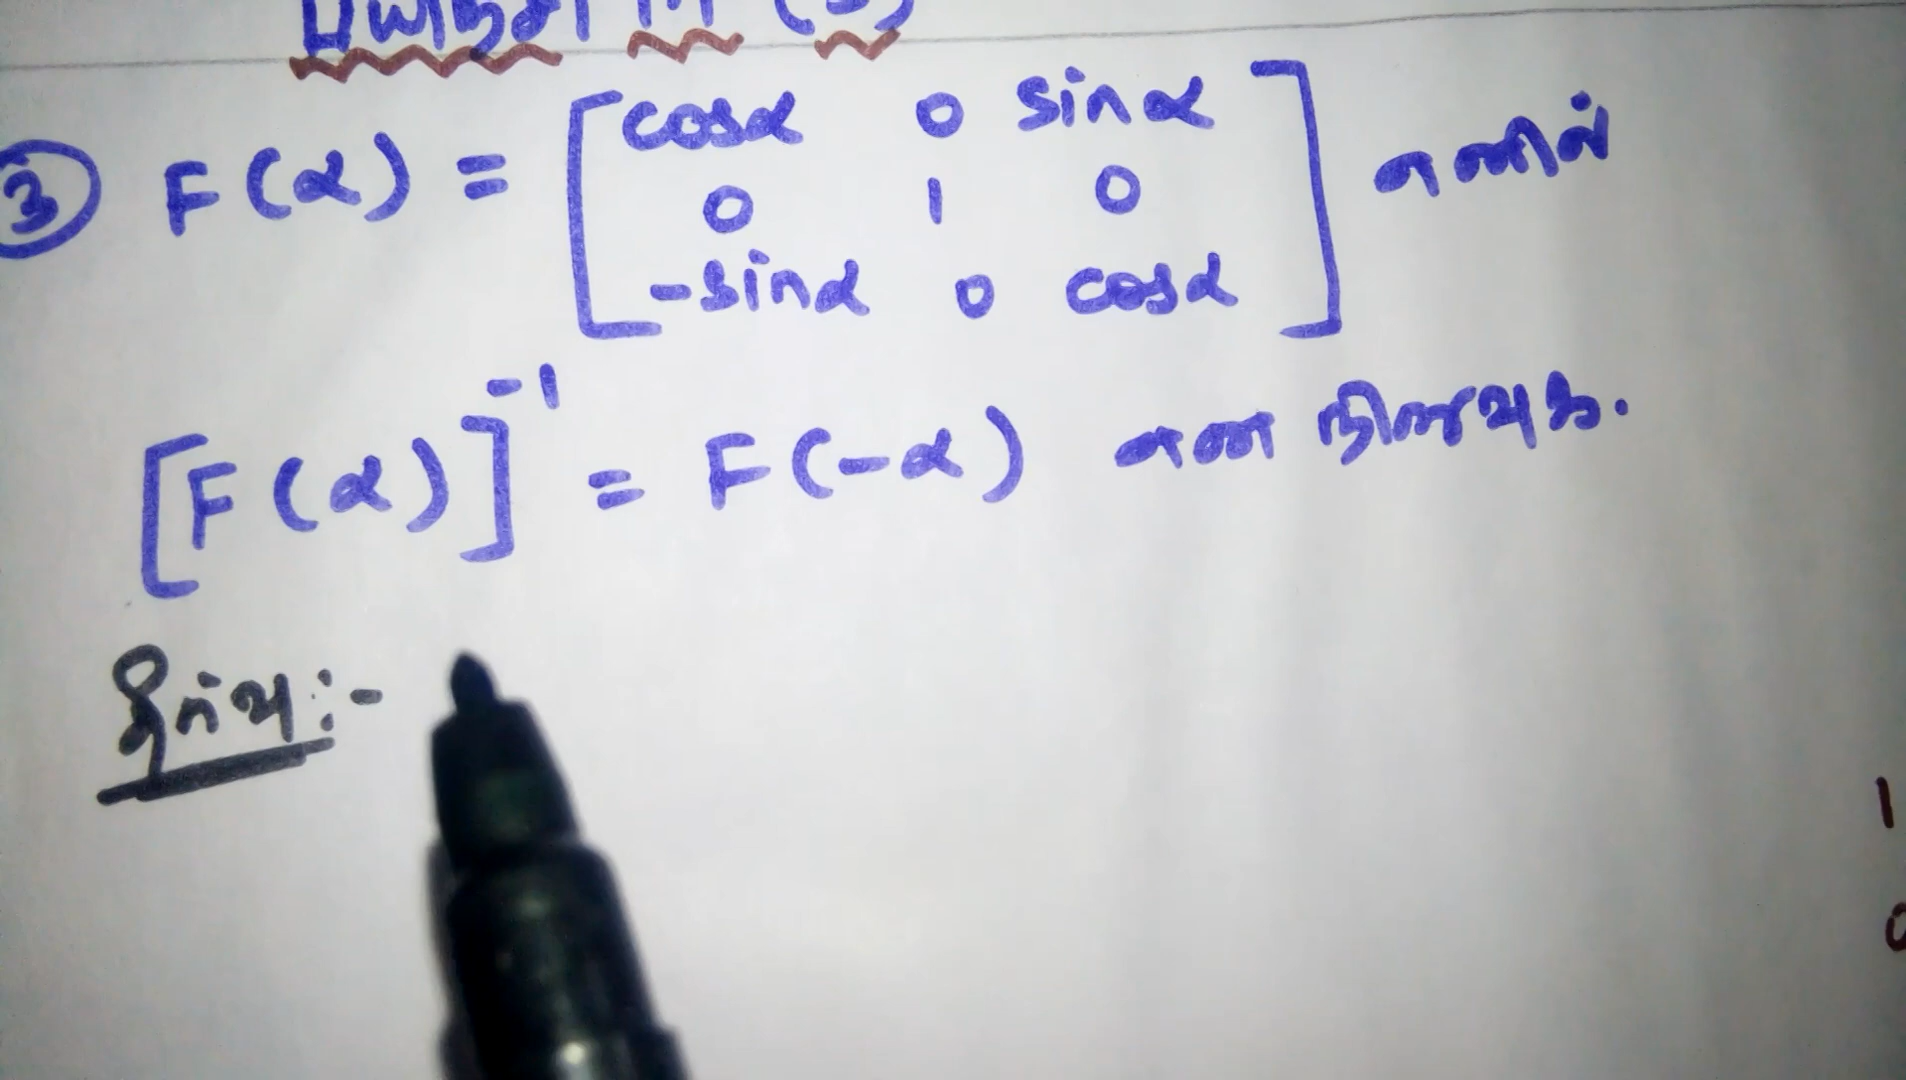 ③ F(α) = [cosα 0 sinα
0 1 0
-sinα 0 cosα] எனில்
[F(α)]⁻¹ = F(-α) என நிறுவுக.
தீர்வு:-